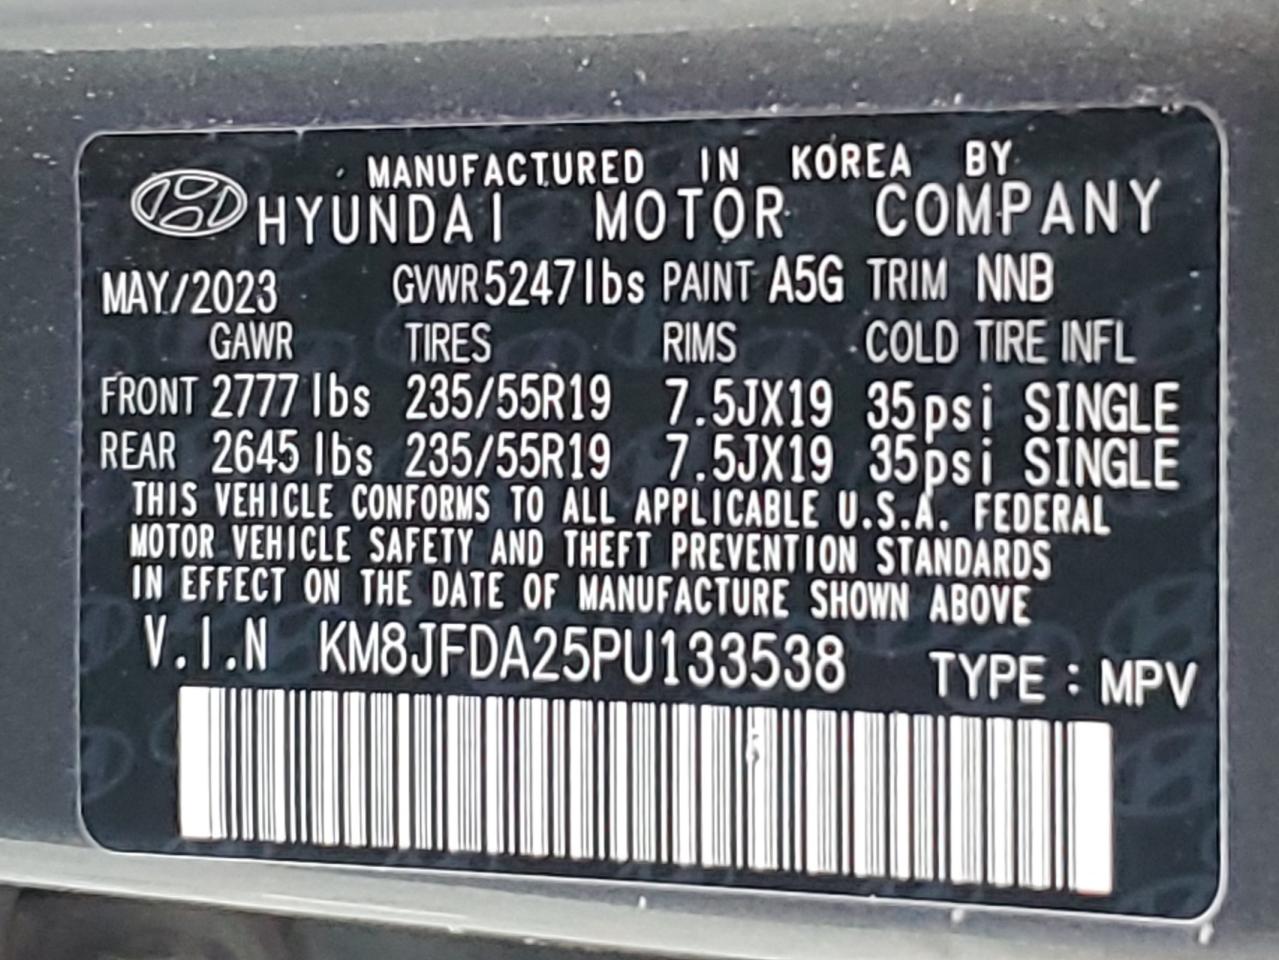 MANUFACTURED IN KOREA BY
HYUNDAI MOTOR COMPANY
MAY/2023 GVWR 5247lbs PAINT A5G TRIM NNB
GAWR TIRES RIMS COLD TIRE INFL
FRONT 2777 lbs 235/55R19 7.5JX19 35psi SINGLE
REAR 2645 lbs 235/55R19 7.5JX19 35psi SINGLE
THIS VEHICLE CONFORMS TO ALL APPLICABLE U.S.A. FEDERAL
MOTOR VEHICLE SAFETY AND THEFT PREVENTION STANDARDS
IN EFFECT ON THE DATE OF MANUFACTURE SHOWN ABOVE
V.I.N KM8JFDA25PU133538 TYPE : MPV